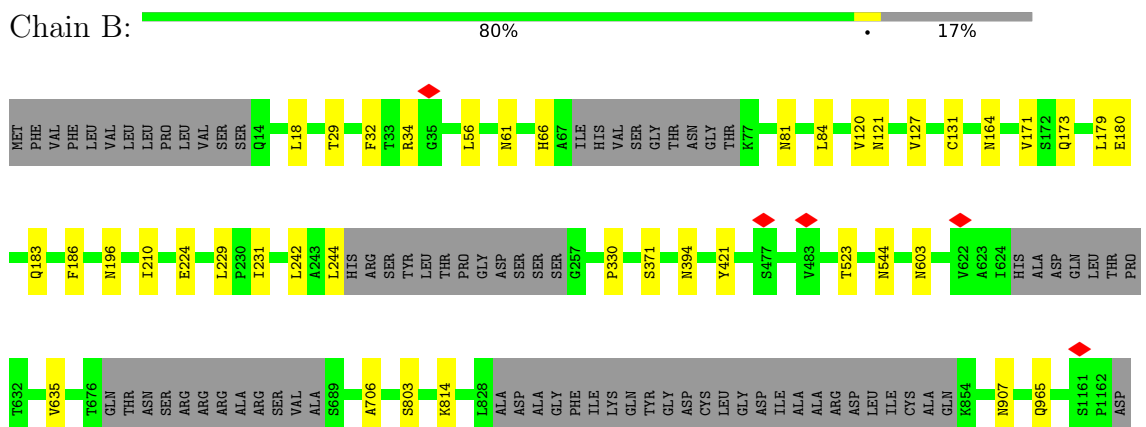 Chain B:
80% • 17%
MET PHE VAL PHE LEU VAL LEU LEU PRO LEU VAL SER SER Q14 L18 T29 F32 T33 R34 G35 L56 N61 H66 A67 ILE HIS VAL SER GLY THR ASN GLY THR K77 N81 L84 V120 N121 V127 C131 N164 V171 S172 Q173 L179 E180
Q183 F186 N196 I210 E224 L229 P230 I231 L242 A243 L244 HIS ARG SER TYR LEU THR PRO GLY ASP SER SER SER G257 P330 S371 N394 Y421 S477 V483 T523 N544 N603 V622 A623 I624 HIS ALA ASP GLN LEU THR PRO
T632 V635 T676 GLN THR ASN SER ARG ARG ARG ALA ARG SER VAL ALA S689 A706 S803 K814 L828 ALA ASP ALA GLY PHE ILE LYS GLN TYR GLY ASP CYS LEU GLY ASP ILE ALA ALA ARG ASP LEU ILE CYS ALA GLN K854 N907 Q965 S1161 P1162 ASP